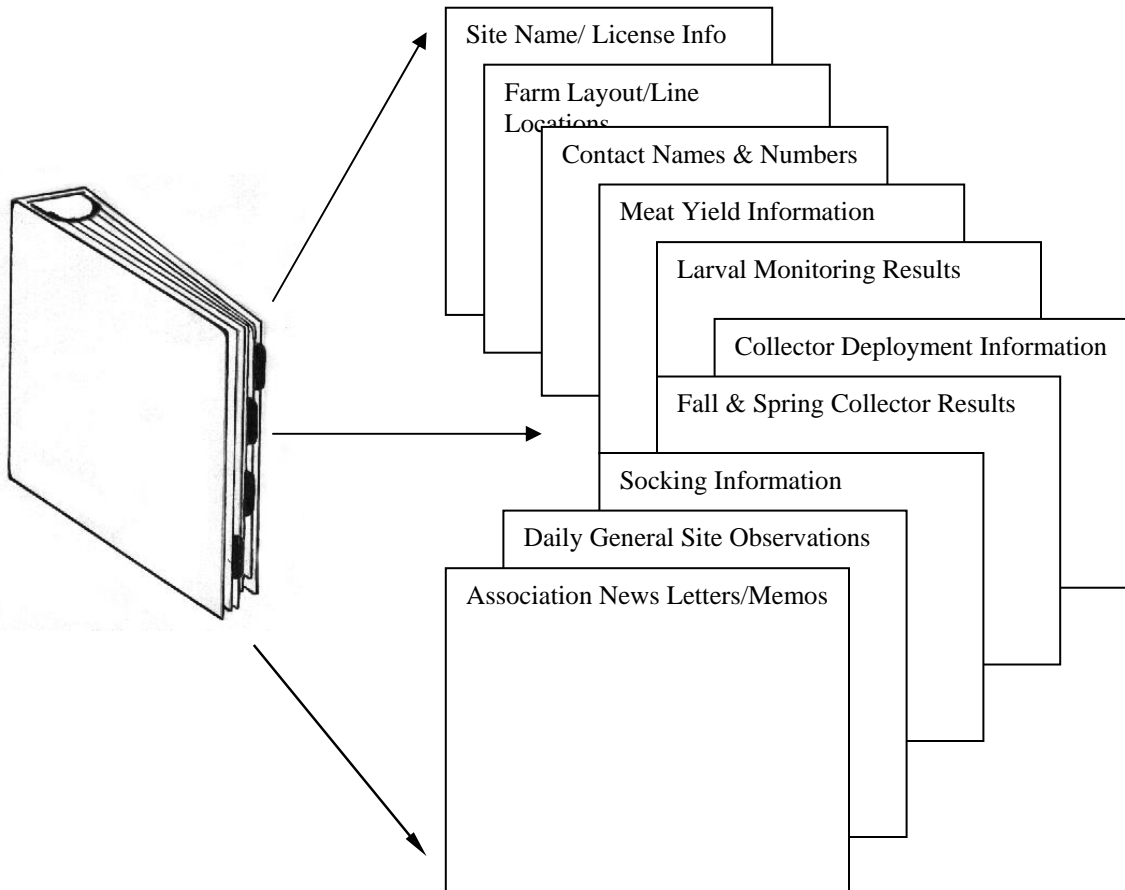 Site Name/ License Info
Farm Layout/Line
Locations
Contact Names & Numbers
Meat Yield Information
Larval Monitoring Results
Collector Deployment Information
Fall & Spring Collector Results
Socking Information
Daily General Site Observations
Association News Letters/Memos